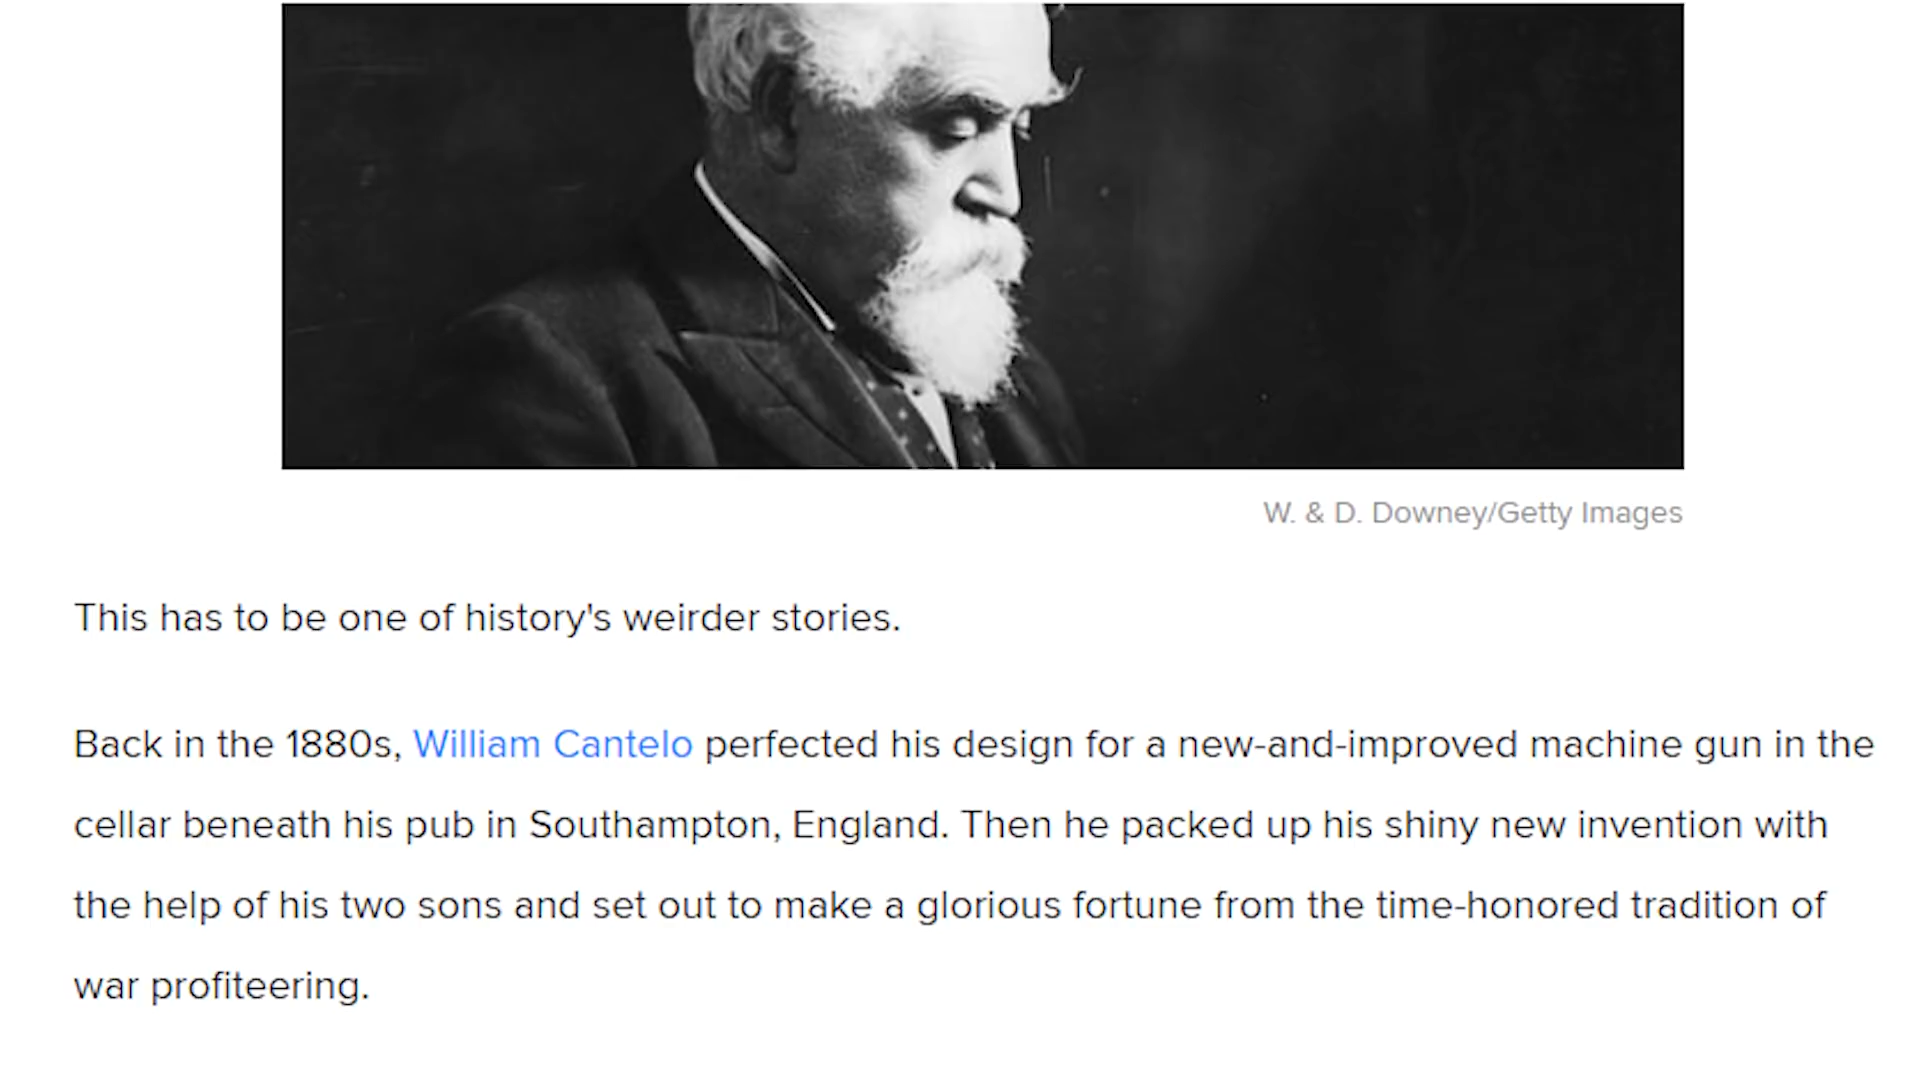 W. & D. Downey/Getty Images
This has to be one of history's weirder stories.
Back in the 1880s, William Cantelo perfected his design for a new-and-improved machine gun in the
cellar beneath his pub in Southampton, England. Then he packed up his shiny new invention with
the help of his two sons and set out to make a glorious fortune from the time-honored tradition of
war profiteering.